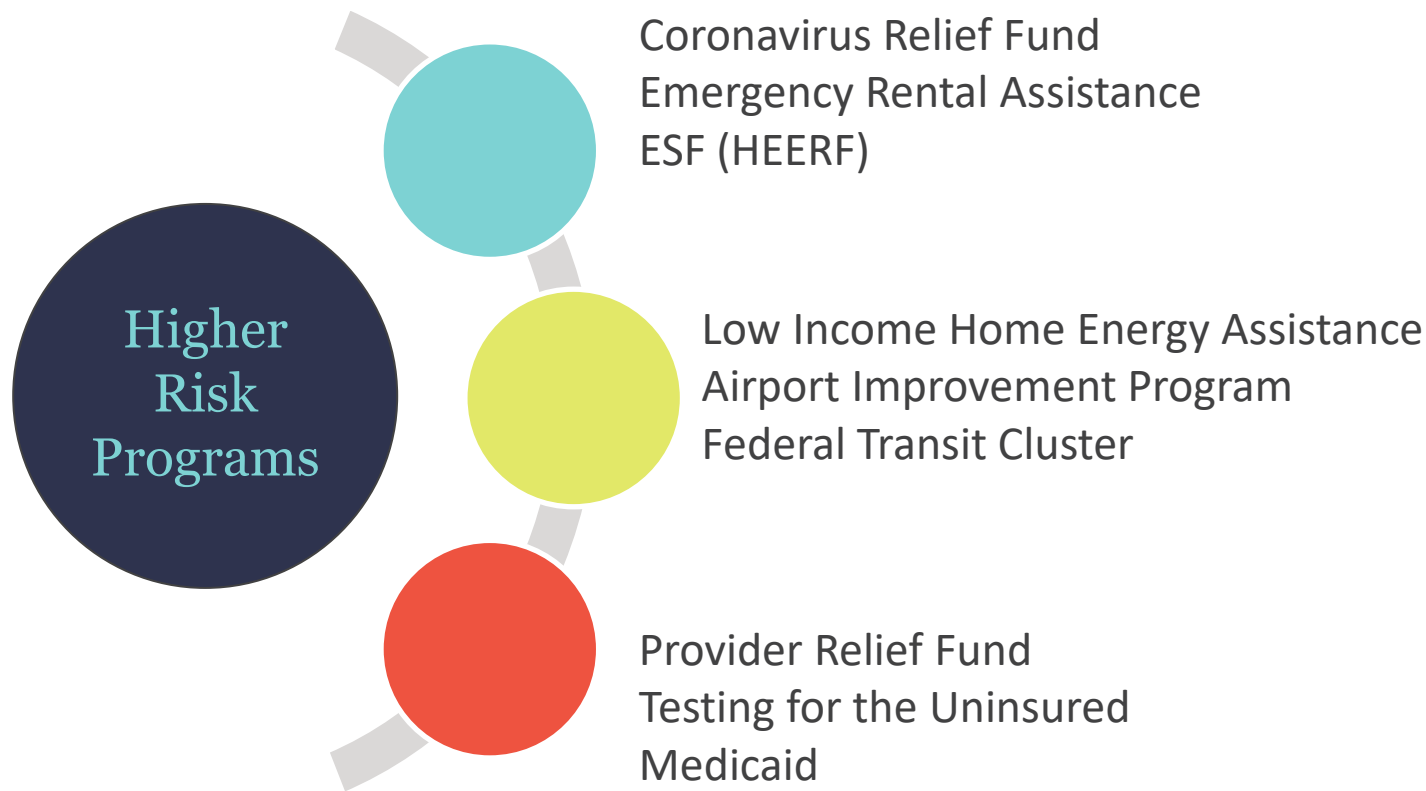 Higher
Risk
Programs
Coronavirus Relief Fund
Emergency Rental Assistance
ESF (HEERF)
Low Income Home Energy Assistance
Airport Improvement Program
Federal Transit Cluster
Provider Relief Fund
Testing for the Uninsured
Medicaid